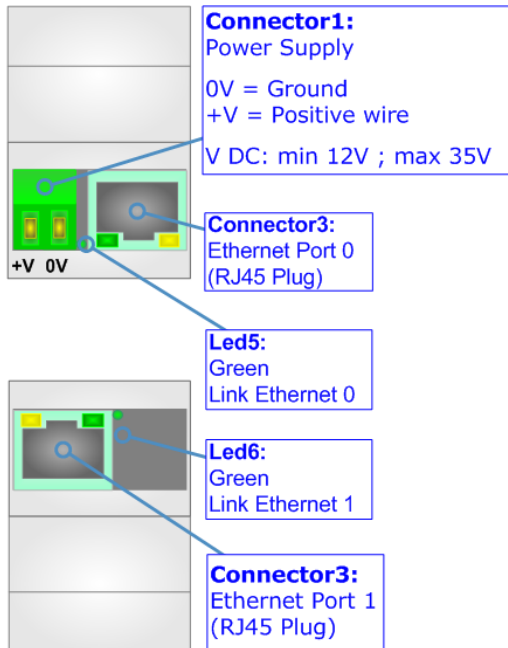 Connector1:
Power Supply
0V = Ground
+V = Positive wire
V DC: min 12V ; max 35V
Connector3:
Ethernet Port 0
(RJ45 Plug)
+V 0V
Led5:
Green
Link Ethernet 0
Led6:
Green
Link Ethernet 1
Connector3:
Ethernet Port 1
(RJ45 Plug)